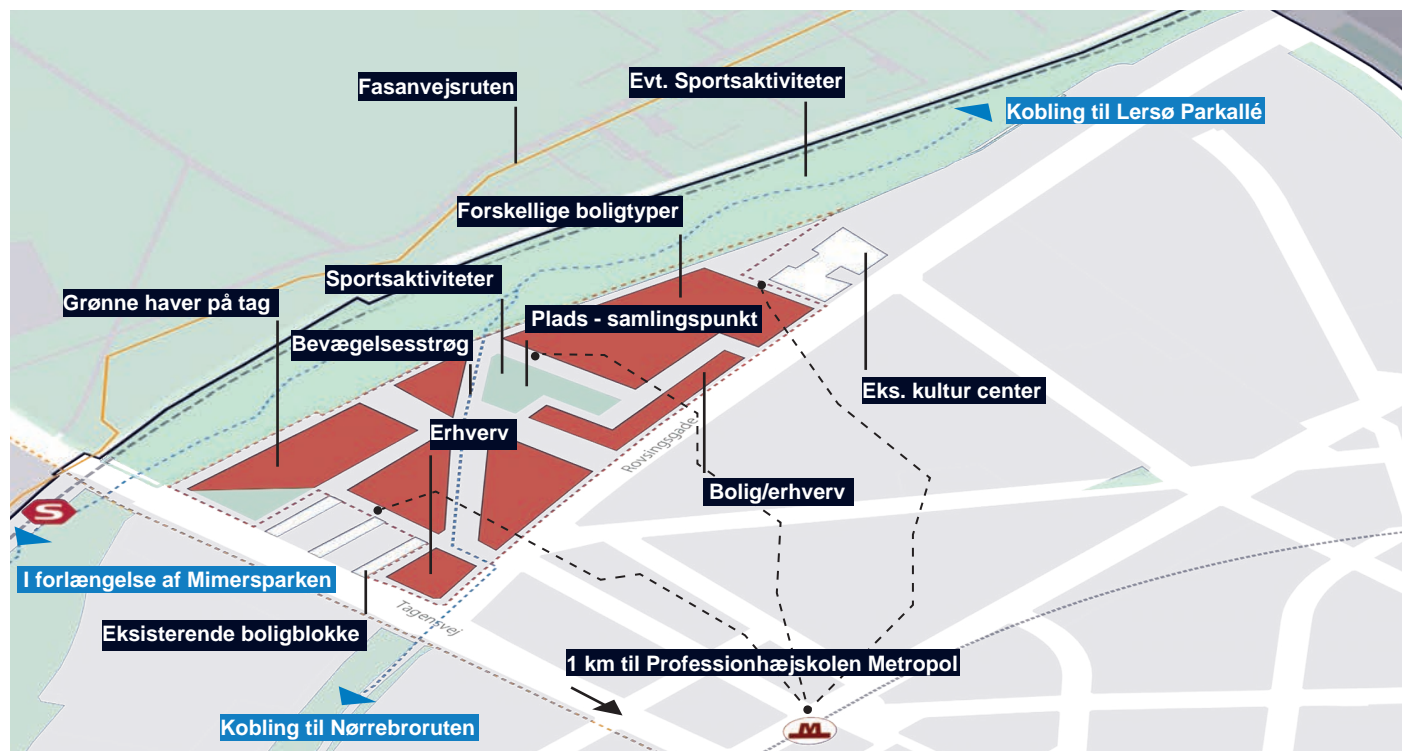 Fasanvejsruten
Evt. Sportsaktiviteter
Kobling til Lersø Parkallé
Forskellige boligtyper
Sportsaktiviteter
Grønne haver på tag
Plads - samlingspunkt
Bevægelsesstrøg
Eks. kultur center
Erhverv
Rovsingsgade
Bolig/erhverv
S
I forlængelse af Mimersparken
Tagensvej
Eksisterende boligblokke
1 km til Professionhæjskolen Metropol
Kobling til Nørrebroruten
M